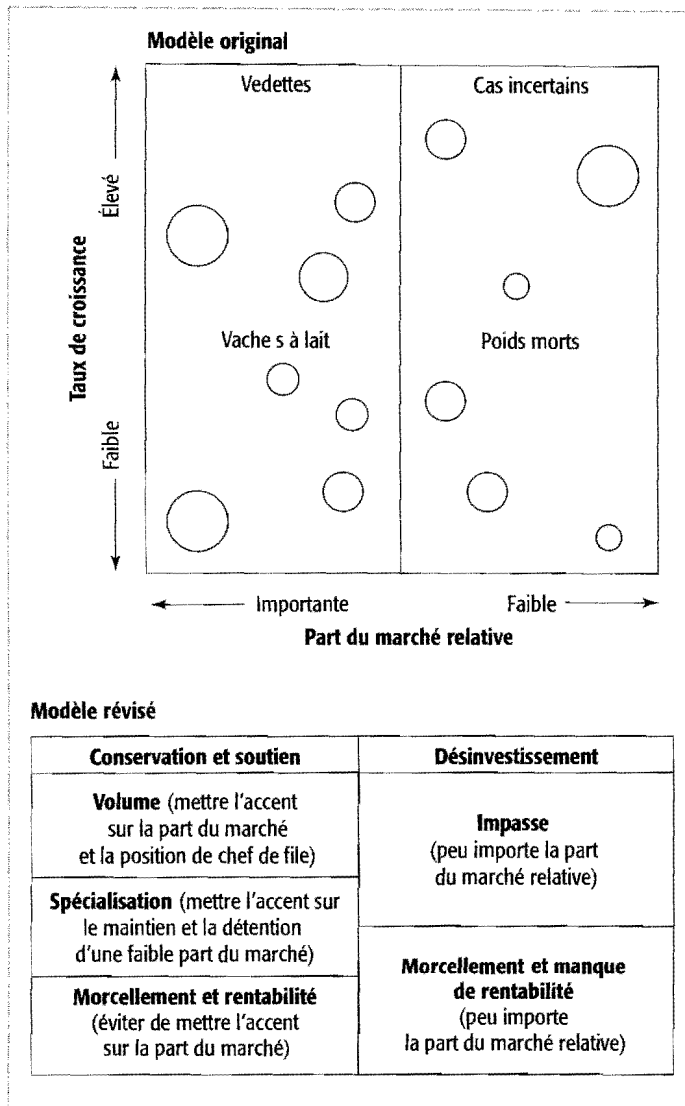 Modèle original
Vedettes
Cas incertains
Élevé
Taux de croissance
Vache s à lait
Poids morts
Faible
Importante
Faible
Part du marché relative
Modèle révisé
Conservation et soutien
Désinvestissement
Volume (mettre l'accent
sur la part du marché
et la position de chef de file)
Impasse
(peu importe la part
du marché relative)
Spécialisation (mettre l'accent sur
le maintien et la détention
d'une faible part du marché)
Morcellement et manque
de rentabilité
(peu importe
la part du marché relative)
Morcellement et rentabilité
(éviter de mettre l'accent
sur la part du marché)